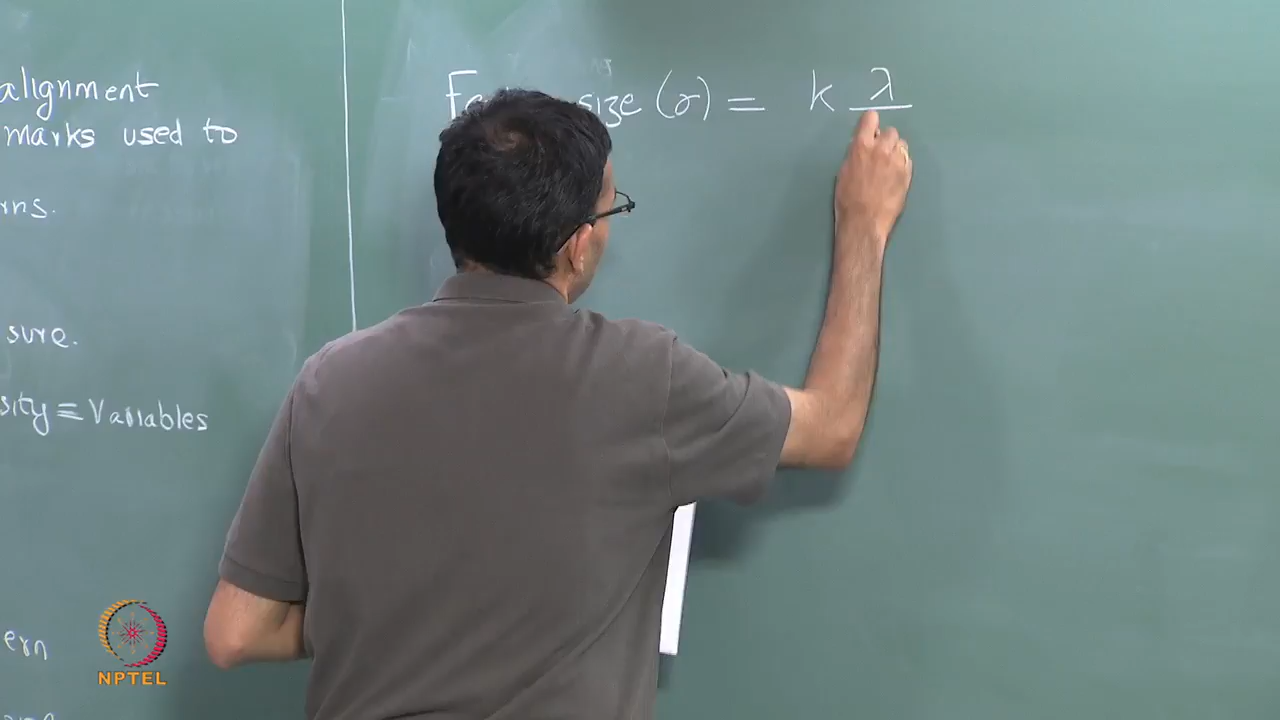 alignment
marks used to
rns.
sure.
sity ≡ Variables
ern
size (r) = k λ
NPTEL